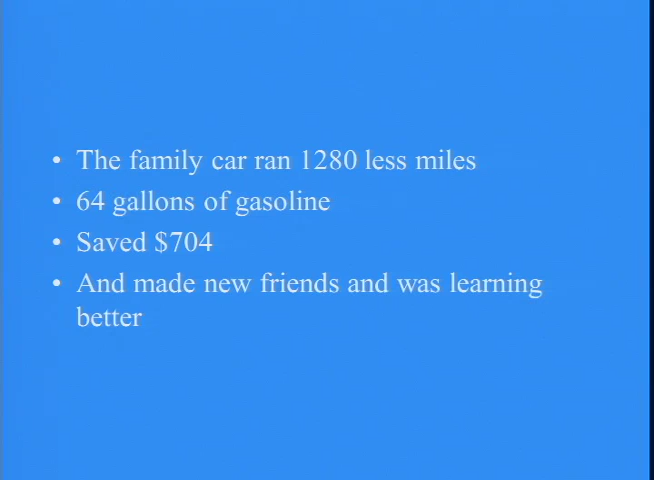 • The family car ran 1280 less miles
• 64 gallons of gasoline
• Saved $704
• And made new friends and was learning
better